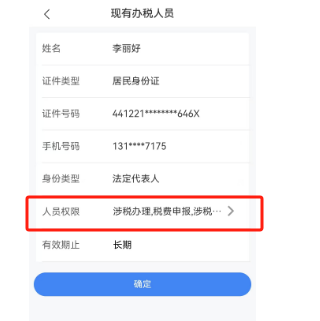 现有办税人员
姓名 李丽好
证件类型 居民身份证
证件号码 441221********646X
手机号码 131****7175
身份类型 法定代表人
人员权限 涉税办理,税费申报,涉税…
有效期止 长期
确定